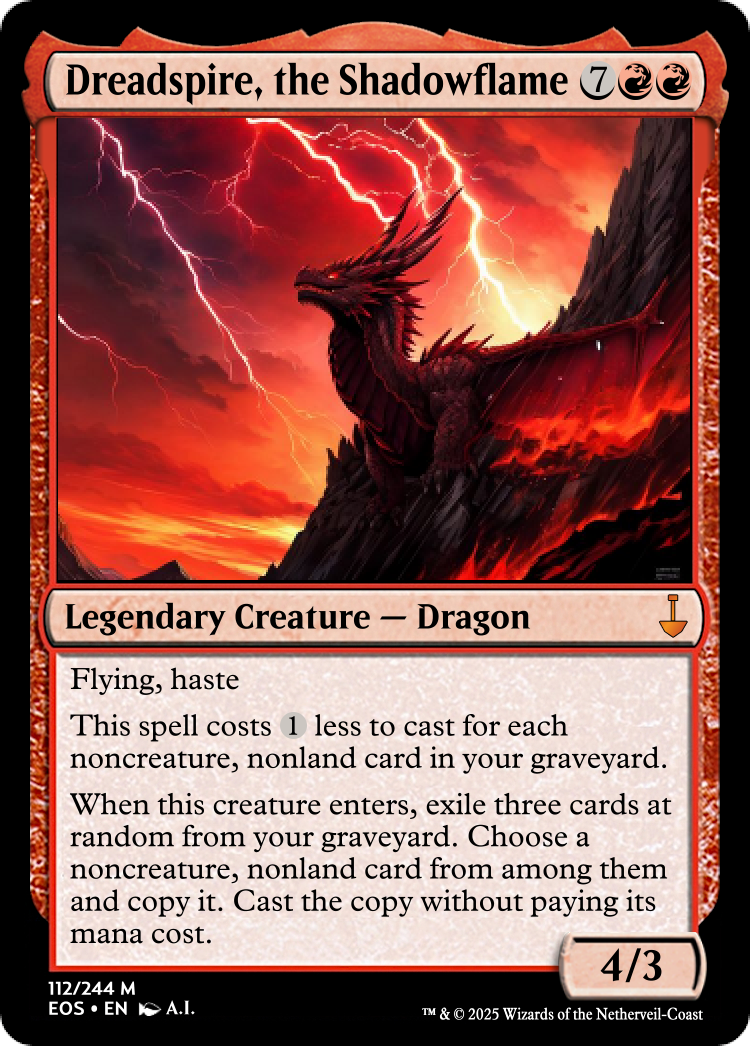 Dreadspire, the Shadowflame 7
Legendary Creature — Dragon
Flying, haste
This spell costs 1 less to cast for each
noncreature, nonland card in your graveyard.
When this creature enters, exile three cards at
random from your graveyard. Choose a
noncreature, nonland card from among them
and copy it. Cast the copy without paying its
mana cost.
4/3
112/244 M
EOS • EN A.I.
™ & © 2025 Wizards of the Netherveil-Coast